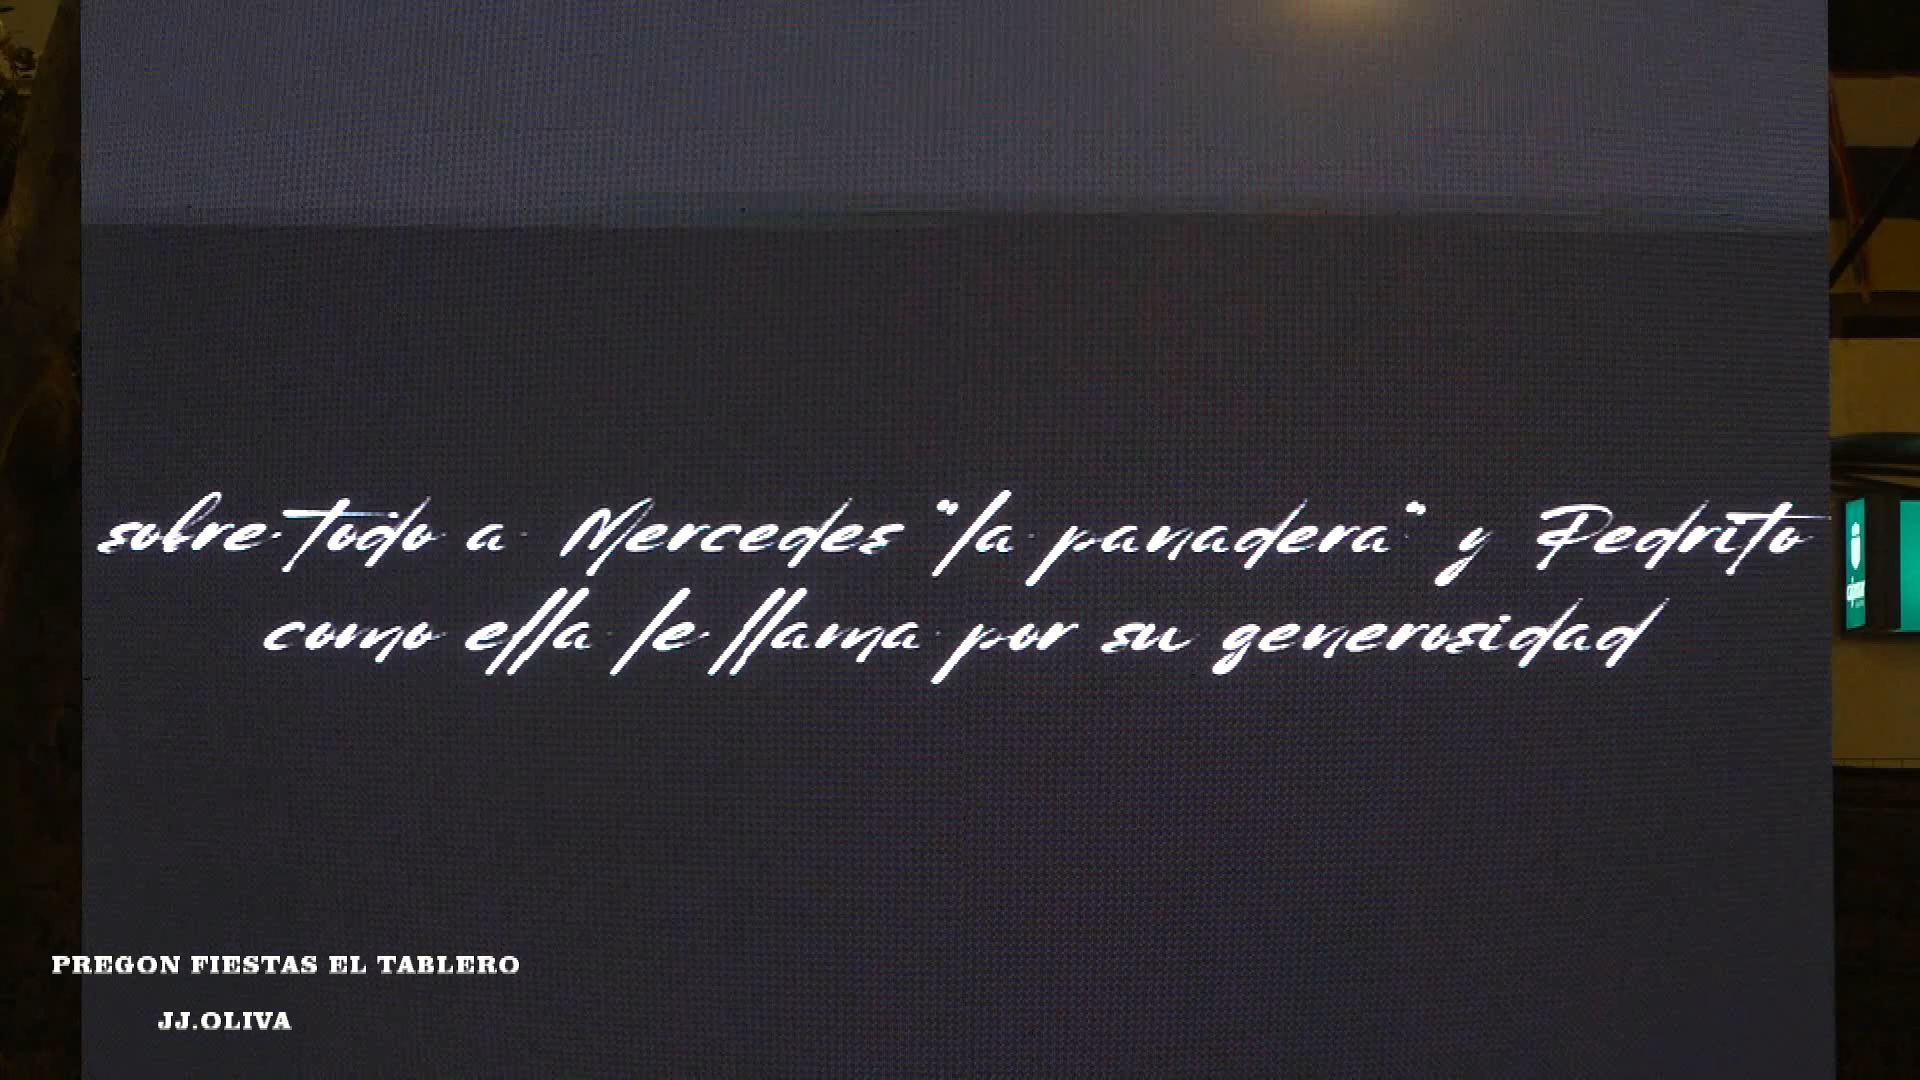 sobre todo a Mercedes "la panadera" y Pedrito
como ella le llama por su generosidad
PREGON FIESTAS EL TABLERO
JJ.OLIVA